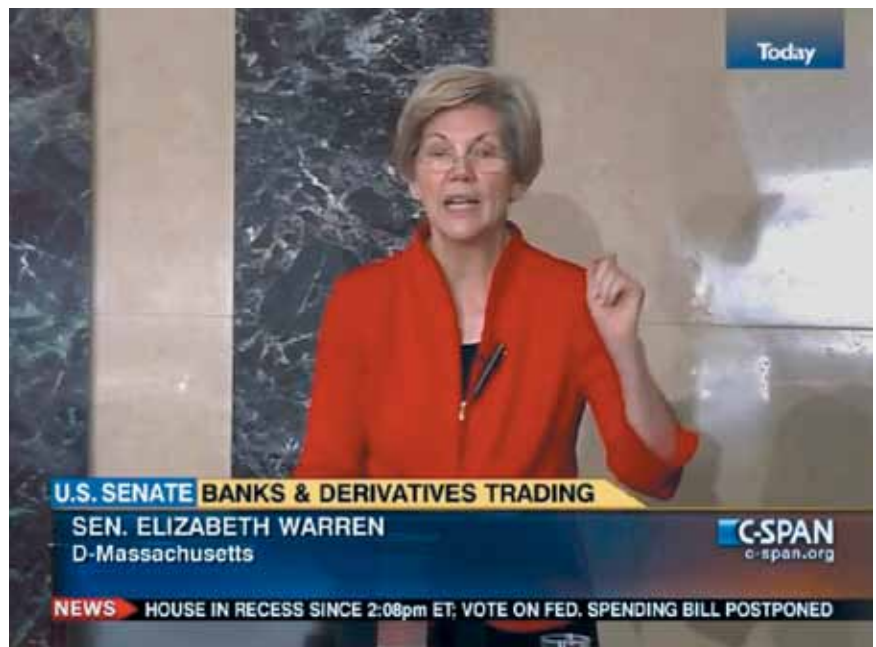 Today
U.S. SENATE BANKS & DERIVATIVES TRADING
SEN. ELIZABETH WARREN
D-Massachusetts
C-SPAN
c-span.org
NEWS HOUSE IN RECESS SINCE 2:08pm ET; VOTE ON FED. SPENDING BILL POSTPONED